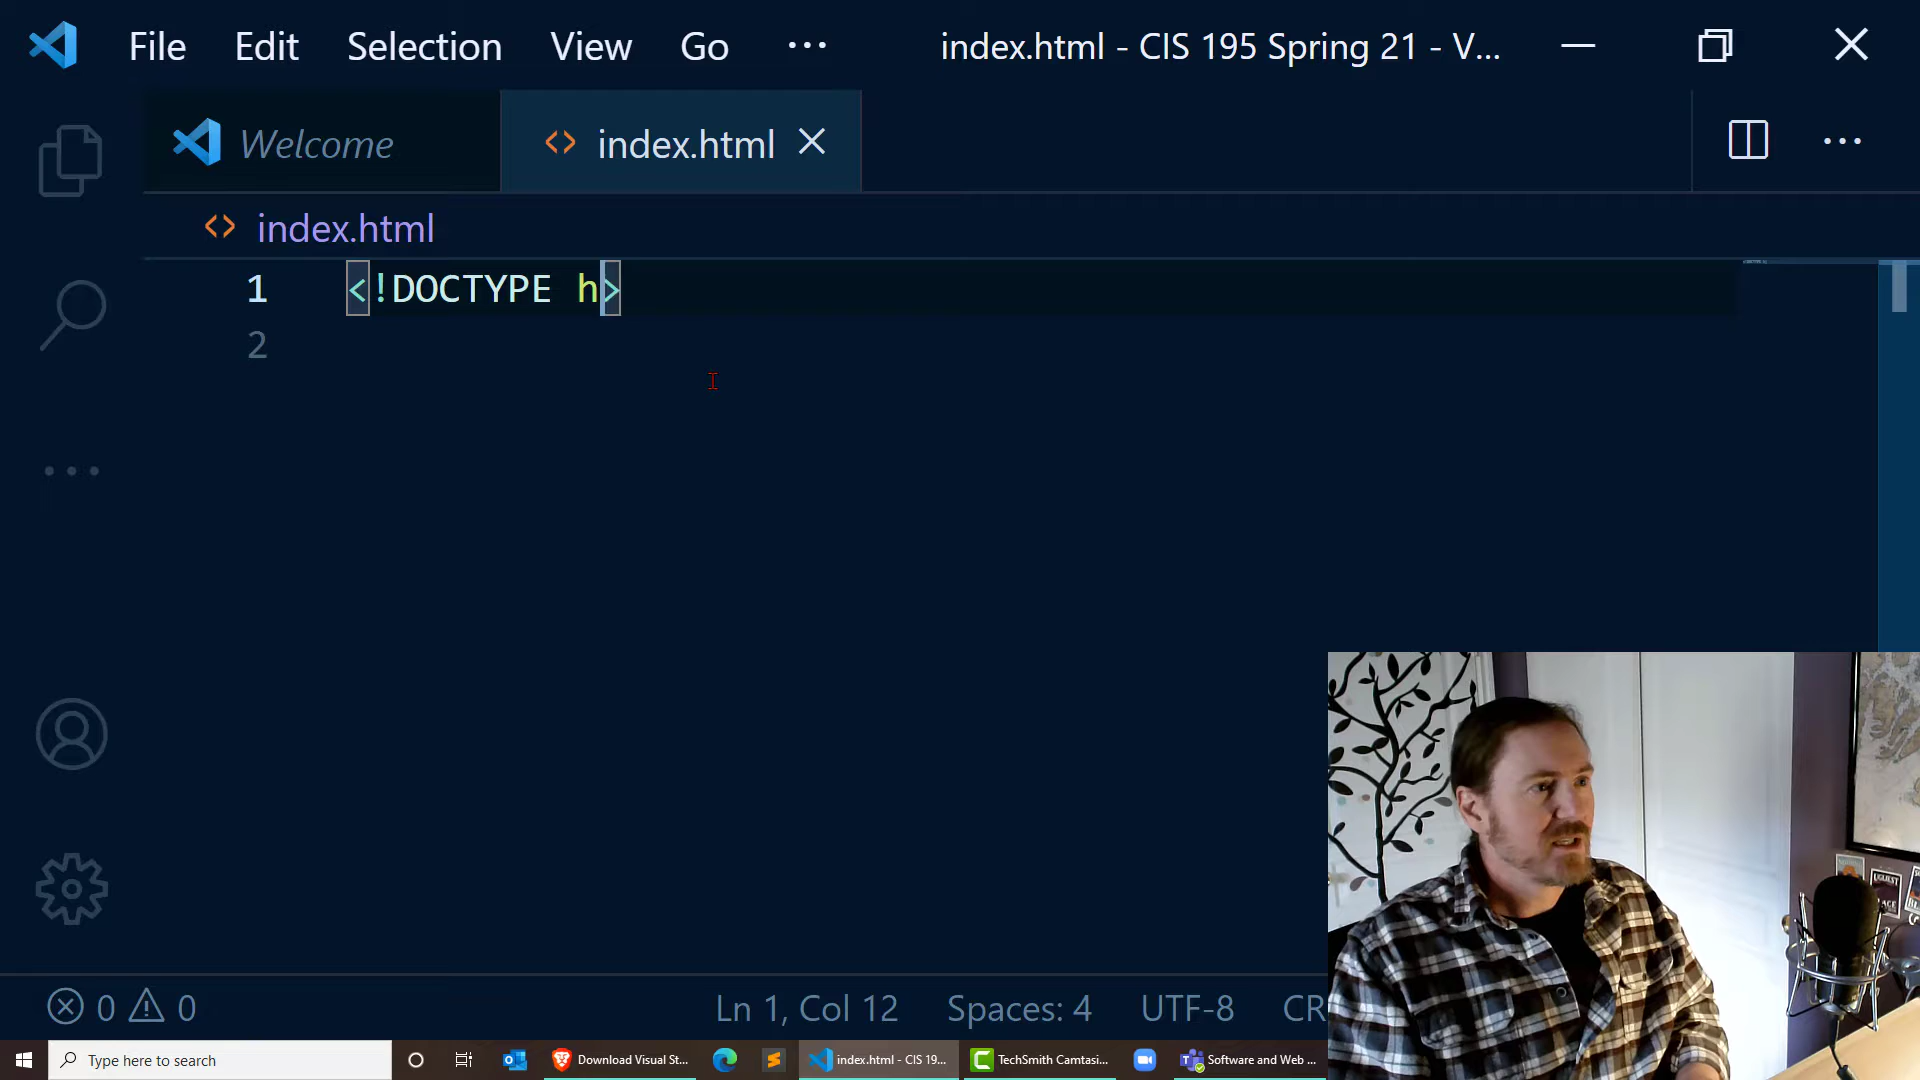 File Edit Selection View Go ··· index.html - CIS 195 Spring 21 - V...
Welcome index.html
index.html
1 <!DOCTYPE h>
2
0 0 Ln 1, Col 12 Spaces: 4 UTF-8 CR
Type here to search Download Visual St... index.html - CIS 19... TechSmith Camtasi... Software and Web ...